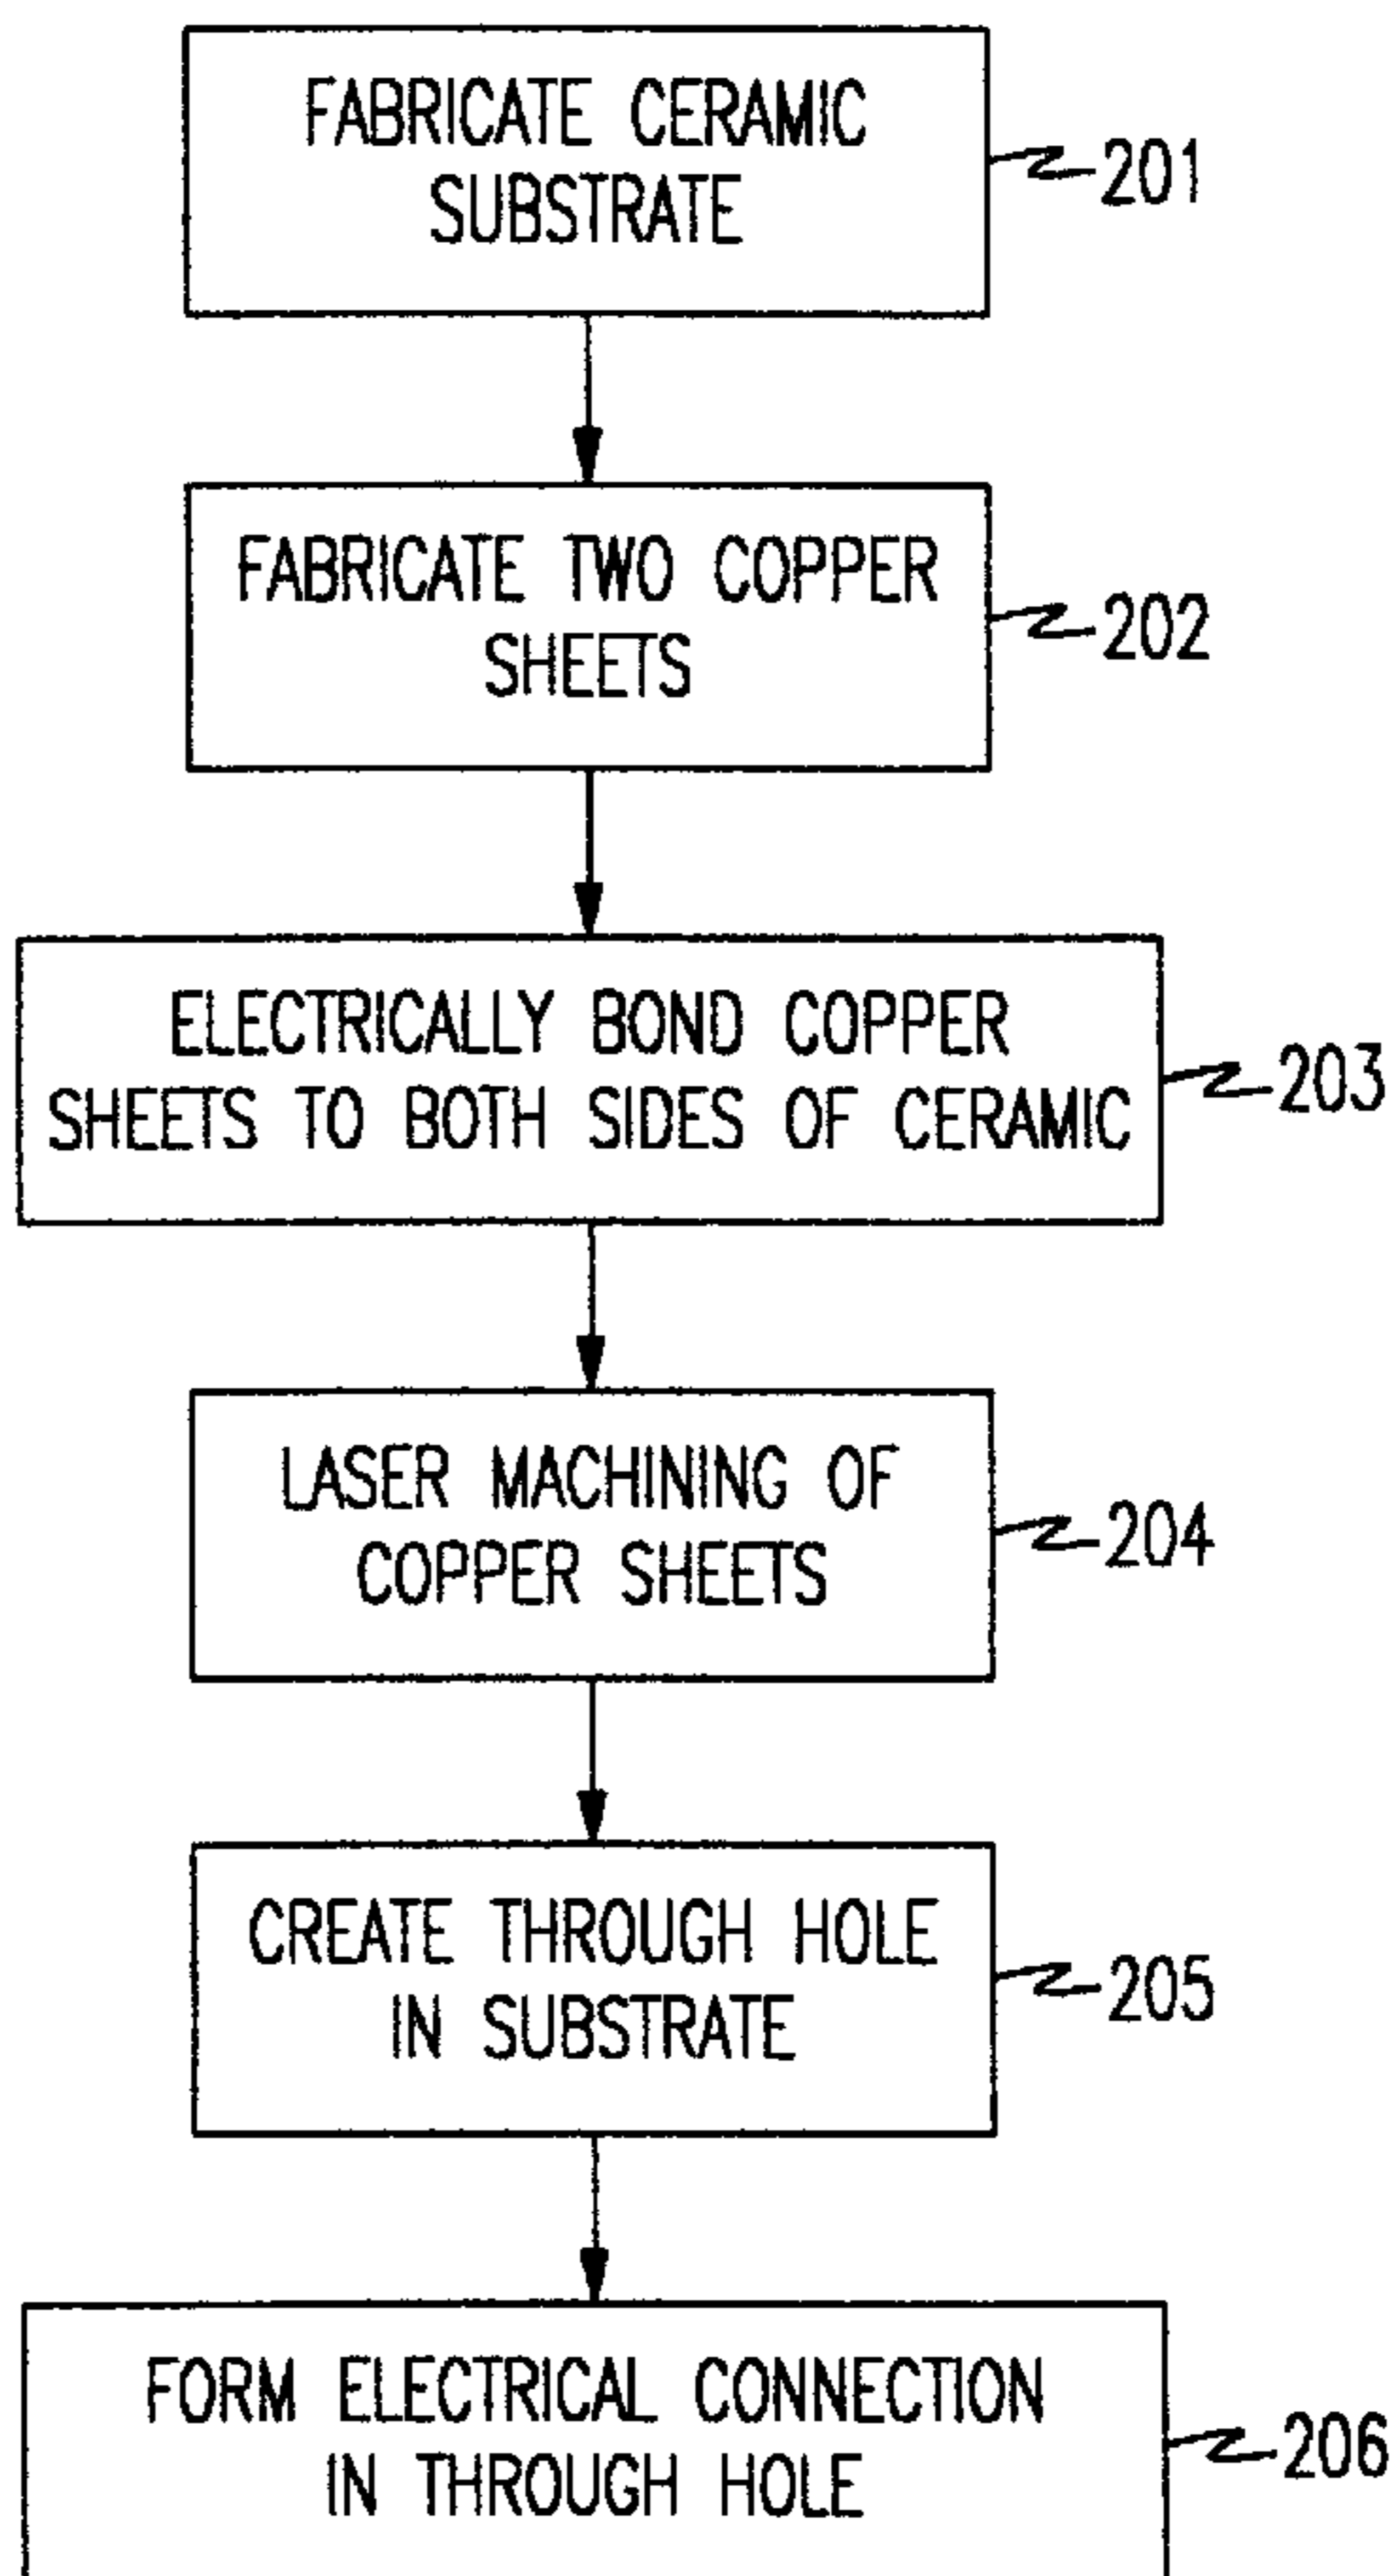 FABRICATE CERAMIC
SUBSTRATE
201
FABRICATE TWO COPPER
SHEETS
202
ELECTRICALLY BOND COPPER
SHEETS TO BOTH SIDES OF CERAMIC
203
LASER MACHINING OF
COPPER SHEETS
204
CREATE THROUGH HOLE
IN SUBSTRATE
205
FORM ELECTRICAL CONNECTION
IN THROUGH HOLE
206